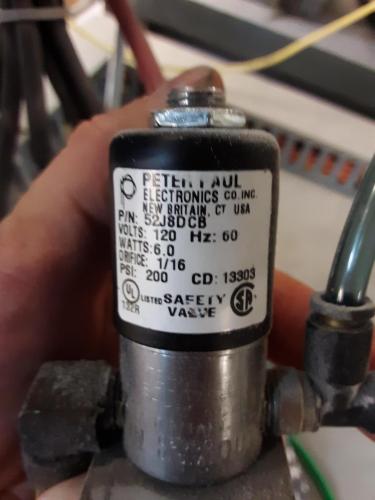 PETER PAUL
ELECTRONICS CO. INC.
NEW BRITAIN, CT USA
P/N: 52J8DCB
VOLTS: 120 Hz: 60
WATTS: 6.0
ORIFICE: 1/16
PSI: 200 CD: 13303
UL LISTED SAFETY
122R VALVE